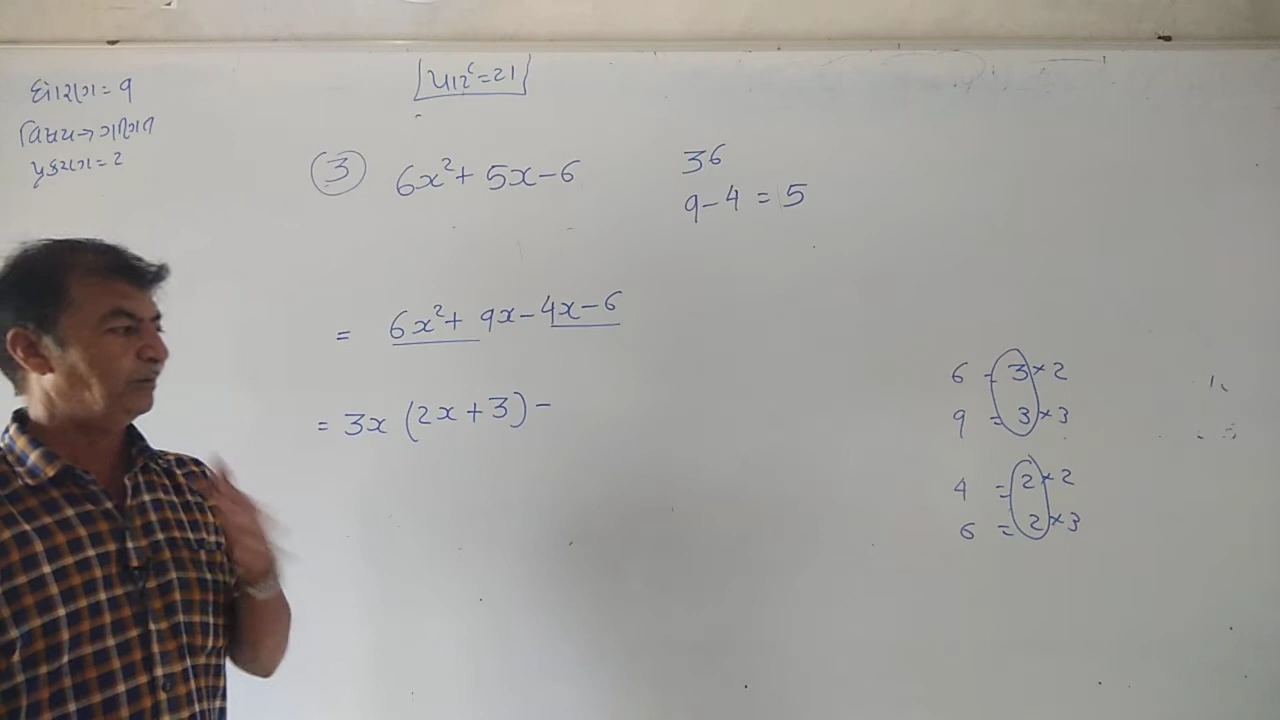 ધોરણ = ૧
વિષય → ગણિત
પ્રકરણ = 2
પાર્ટ = 21
3 6x² + 5x - 6
36
9 - 4 = 5
= 6x² + 9x - 4x - 6
= 3x (2x + 3) -
6 = 3 × 2
9 = 3 × 3
4 = 2 × 2
6 = 2 × 3